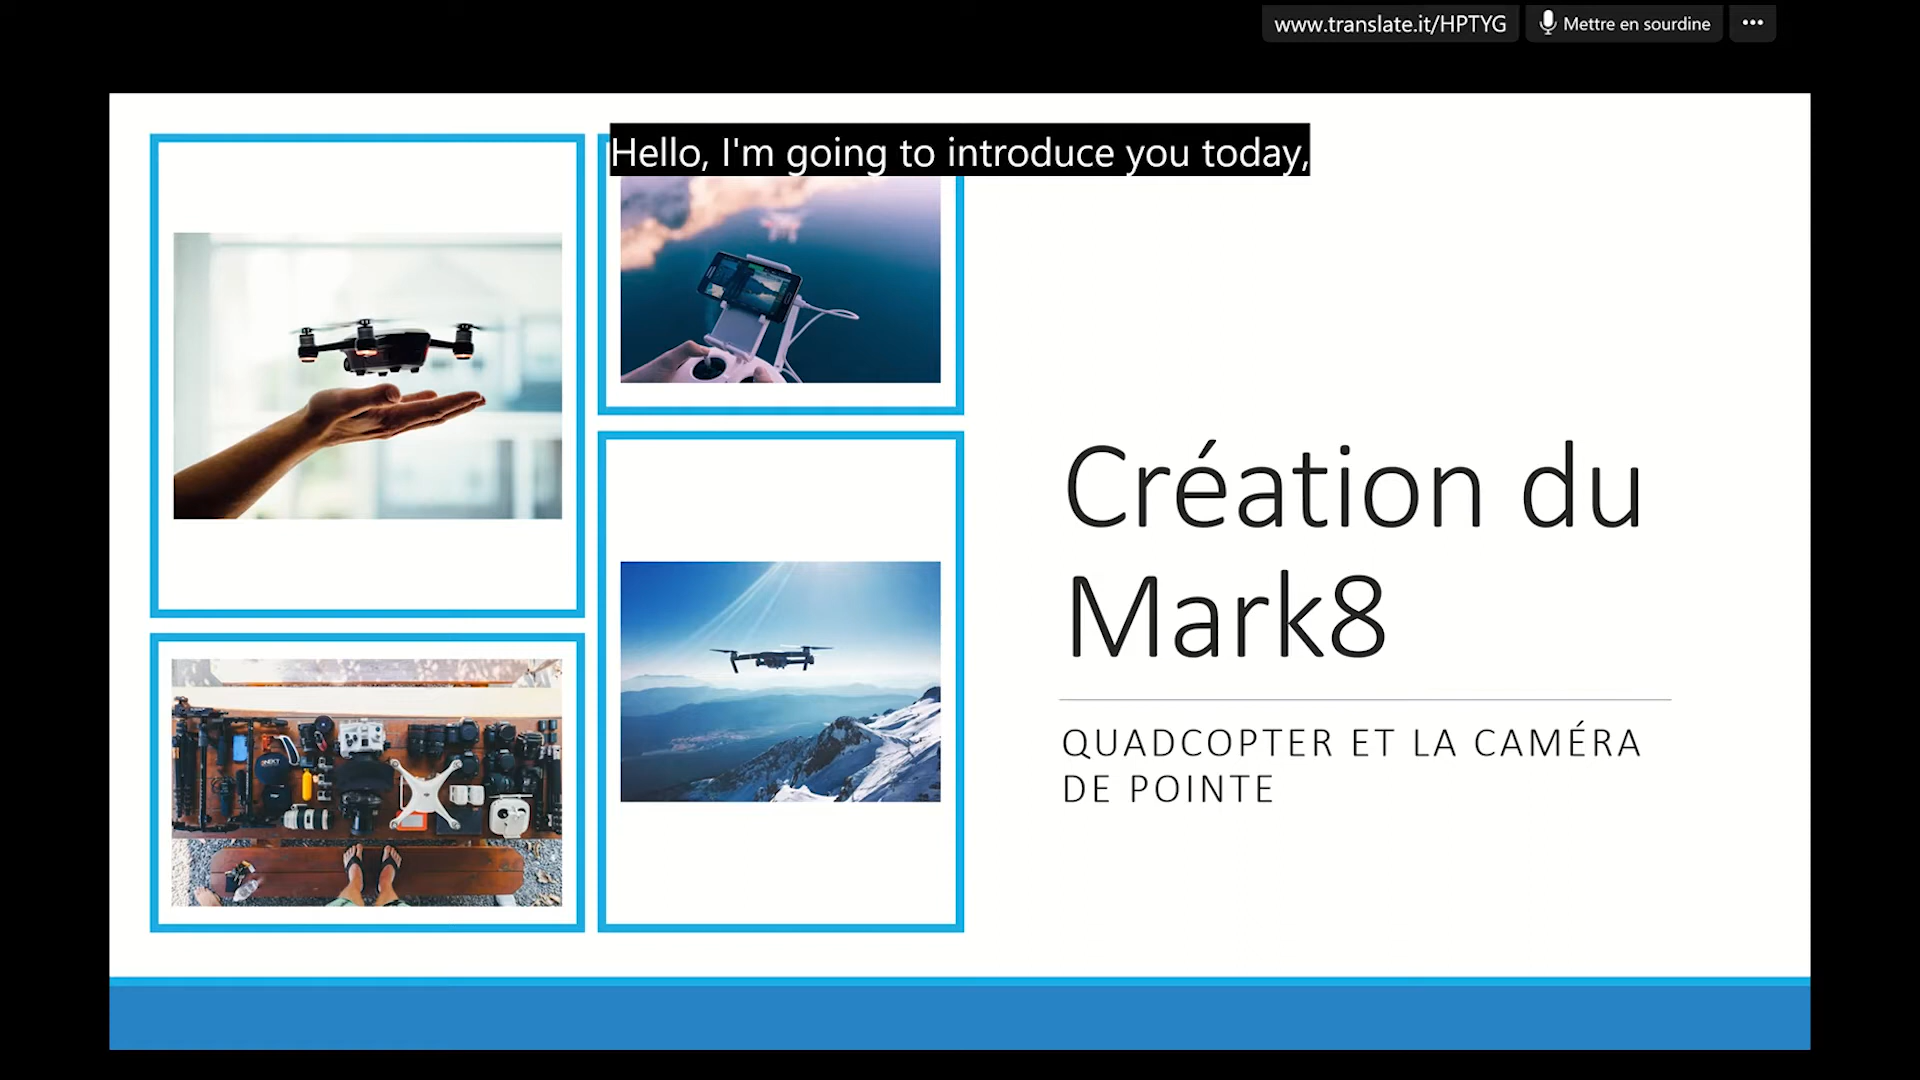 www.translate.it/HPTYG
Mettre en sourdine
Hello, I'm going to introduce you today,
Création du
Mark8
QUADCOPTER ET LA CAMÉRA
DE POINTE